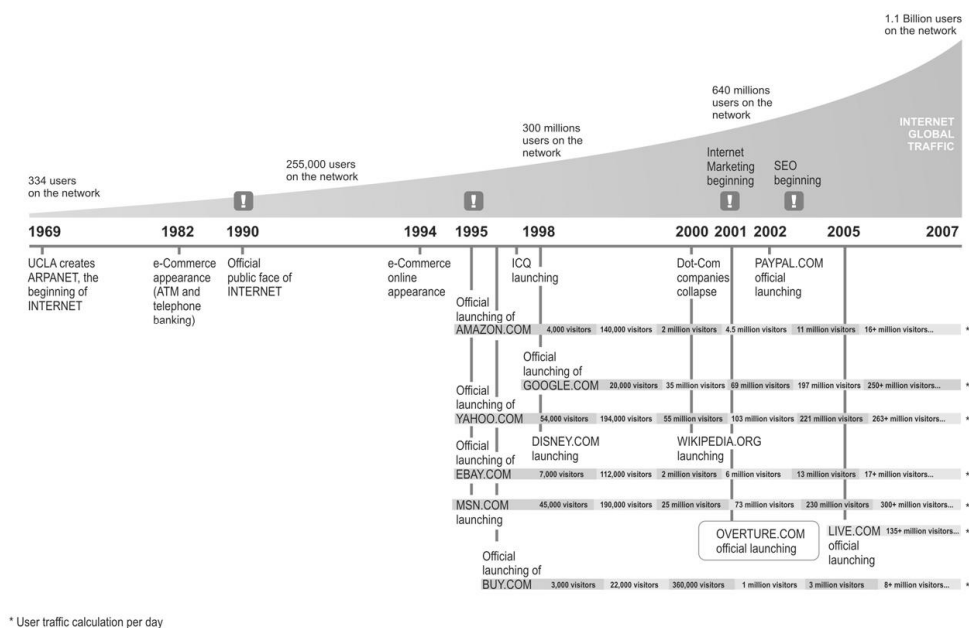 1.1 Billion users
on the network
640 millions
users on the
network
300 millions
users on the
network
255,000 users
on the network
334 users
on the network
INTERNET
GLOBAL
TRAFFIC
Internet
Marketing
beginning
SEO
beginning
! ! ! !
1969 1982 1990 1994 1995 1998 2000 2001 2002 2005 2007
UCLA creates
ARPANET, the
beginning of
INTERNET
e-Commerce
appearance
(ATM and
telephone
banking)
Official
public face of
INTERNET
e-Commerce
online
appearance
ICQ
launching
Dot-Com
companies
collapse
PAYPAL.COM
official
launching
Official
launching of
AMAZON.COM 4,000 visitors 140,000 visitors 2 million visitors 4.5 million visitors 11 million visitors 16+ million visitors... *
Official
launching of
GOOGLE.COM 20,000 visitors 35 million visitors 69 million visitors 197 million visitors 250+ million visitors... *
Official
launching of
YAHOO.COM 54,000 visitors 194,000 visitors 55 million visitors 103 million visitors 221 million visitors 263+ million visitors... *
DISNEY.COM
launching
WIKIPEDIA.ORG
launching
Official
launching of
EBAY.COM 7,000 visitors 112,000 visitors 2 million visitors 6 million visitors 13 million visitors 17+ million visitors... *
MSN.COM 45,000 visitors 190,000 visitors 25 million visitors 73 million visitors 230 million visitors 300+ million visitors... *
launching
OVERTURE.COM
official launching
LIVE.COM 135+ million visitors... *
official
launching
Official
launching of
BUY.COM 3,000 visitors 22,000 visitors 360,000 visitors 1 million visitors 3 million visitors 8+ million visitors... *
* User traffic calculation per day